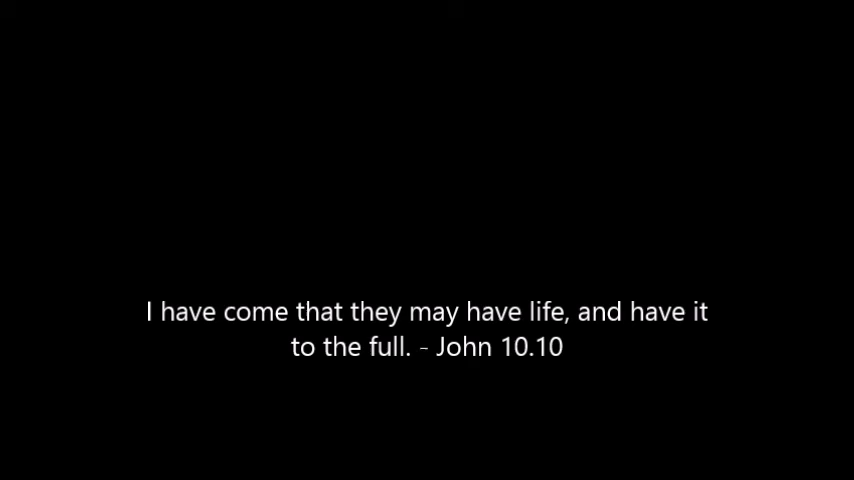 I have come that they may have life, and have it
to the full. - John 10.10